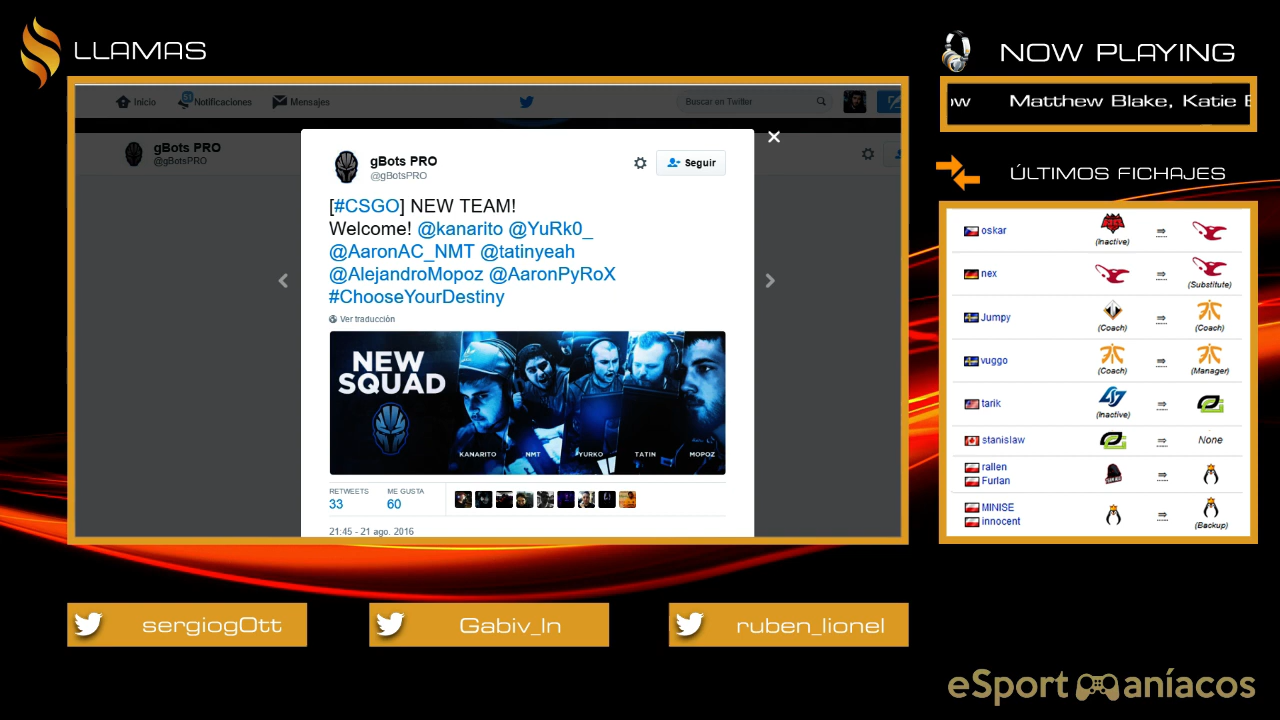 LLAMAS
NOW PLAYING
Matthew Blake, Katie
ÚLTIMOS FICHAJES
Inicio
51
Notificaciones
Mensajes
Buscar en Twitter
gBots PRO
@gBotsPRO
gBots PRO
@gBotsPRO
Seguir
[#CSGO] NEW TEAM!
Welcome! @kanarito @YuRk0_
@AaronAC_NMT @tatinyeah
@AlejandroMopoz @AaronPyRoX
#ChooseYourDestiny
Ver traducción
NEW
SQUAD
KANARITO NMT YURKO TATIN MOPOZ
RETWEETS ME GUSTA
33 60
21:45 - 21 ago. 2016
oskar
(Inactive)
nex
(Substitute)
Jumpy
(Coach) (Coach)
vuggo
(Coach) (Manager)
tarik
(Inactive)
stanislaw None
rallen
Furlan
MINISE
innocent
(Backup)
sergiogOtt
Gabiv_ln
ruben_lionel
eSportmaníacos